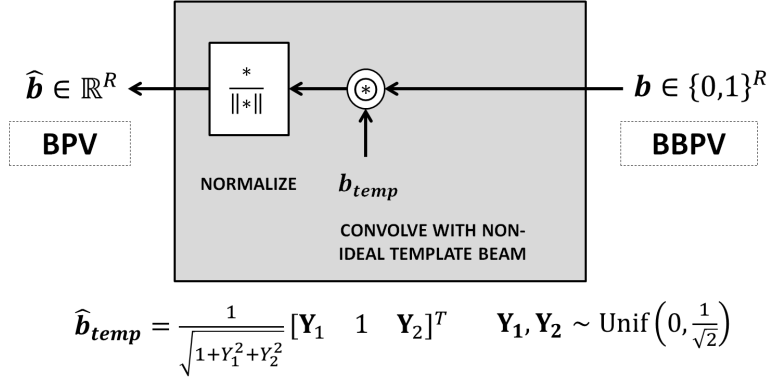 b̂ ∈ ℝ^R
BPV
*
‖*‖
NORMALIZE
⊛
b_temp
CONVOLVE WITH NON-
IDEAL TEMPLATE BEAM
b ∈ {0,1}^R
BBPV
b̂_temp = 1/√(1+Y_1^2+Y_2^2) [Y_1 1 Y_2]^T Y_1, Y_2 ~ Unif(0, 1/√2)